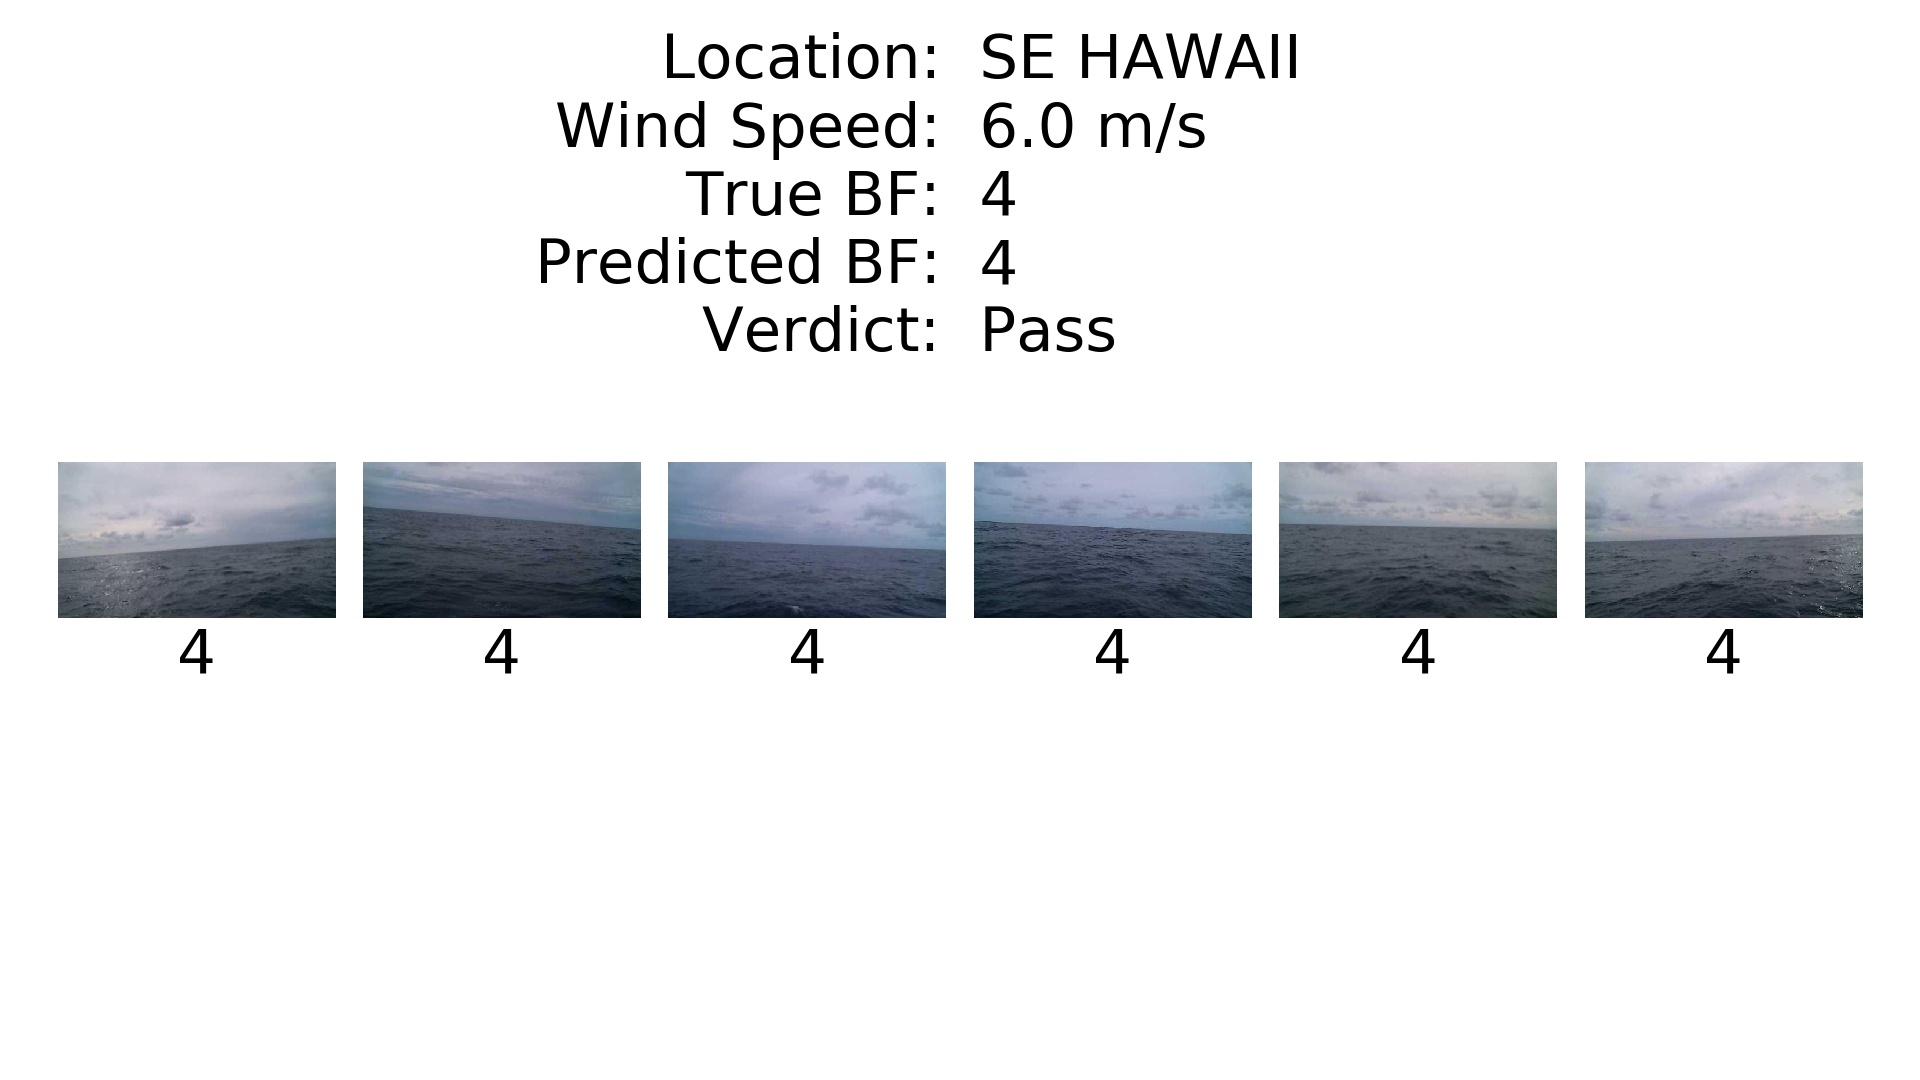 Location: SE HAWAII
Wind Speed: 6.0 m/s
True BF: 4
Predicted BF: 4
Verdict: Pass
4 4 4 4 4 4